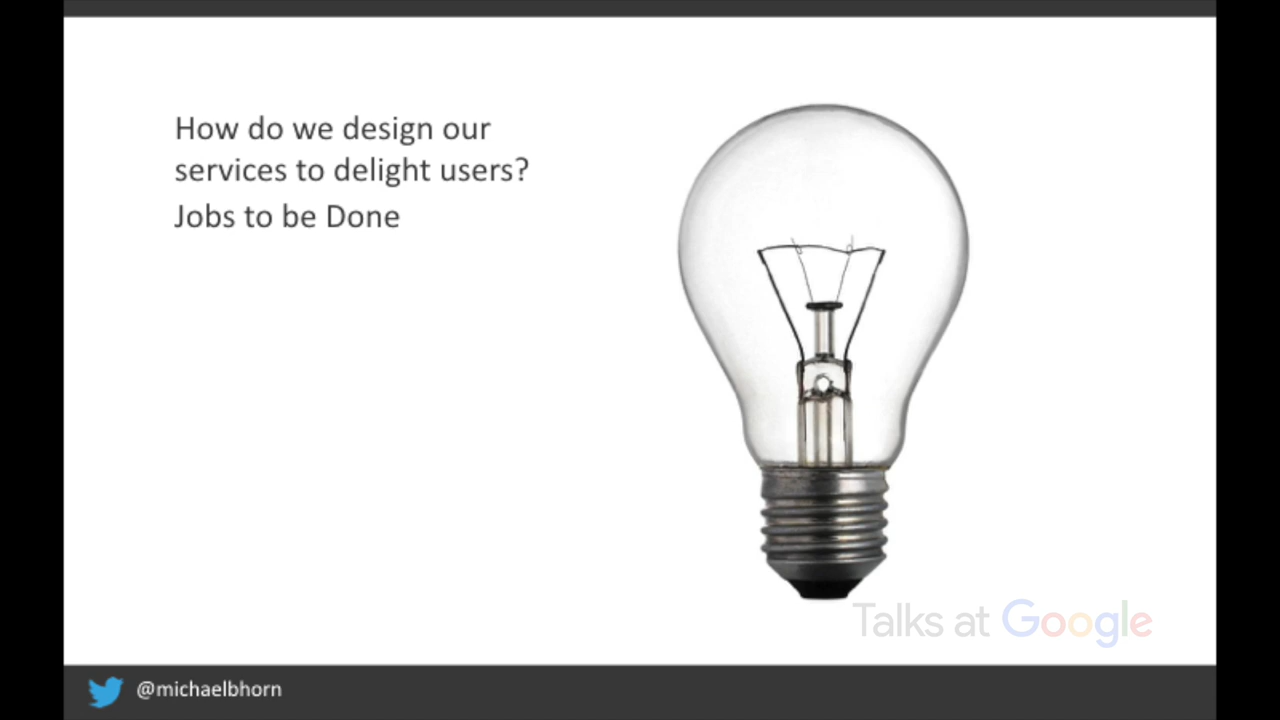 How do we design our
services to delight users?
Jobs to be Done
Talks at Google
@michaelbhorn